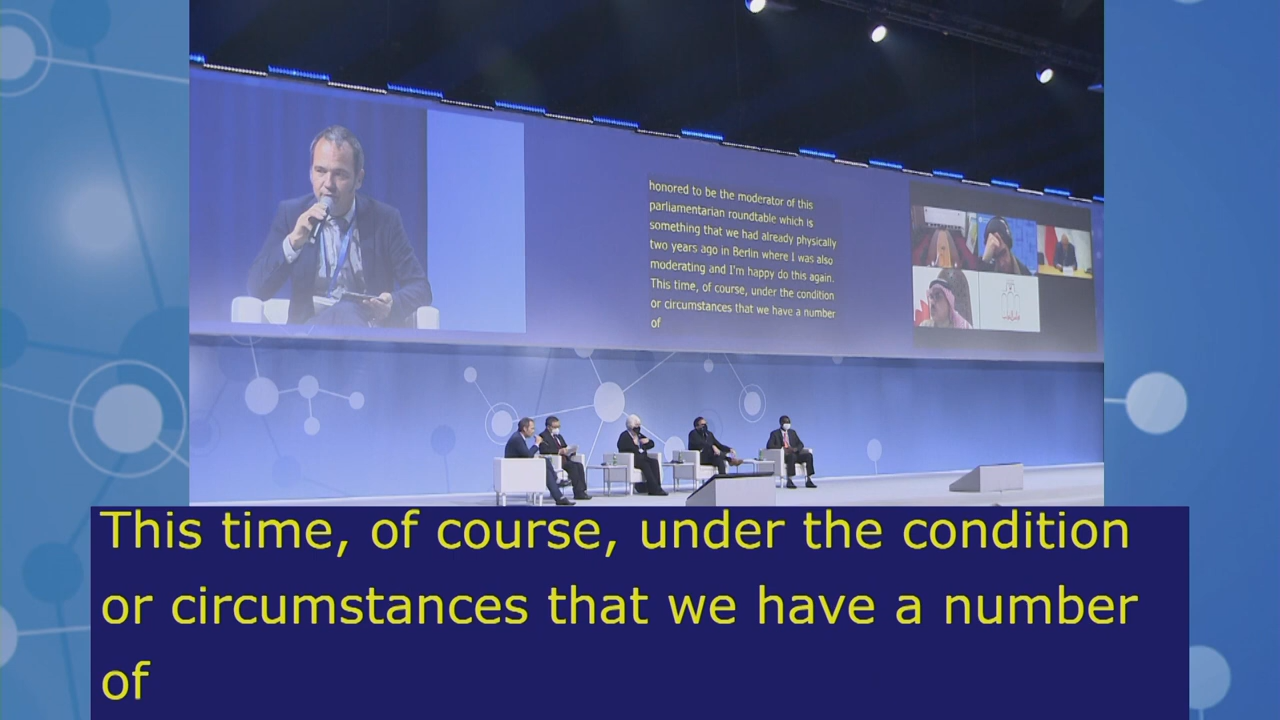 honored to be the moderator of this
parliamentarian roundtable which is
something that we had already physically
two years ago in Berlin where I was also
moderating and I'm happy do this again.
This time, of course, under the condition
or circumstances that we have a number
of
This time, of course, under the condition
or circumstances that we have a number
of